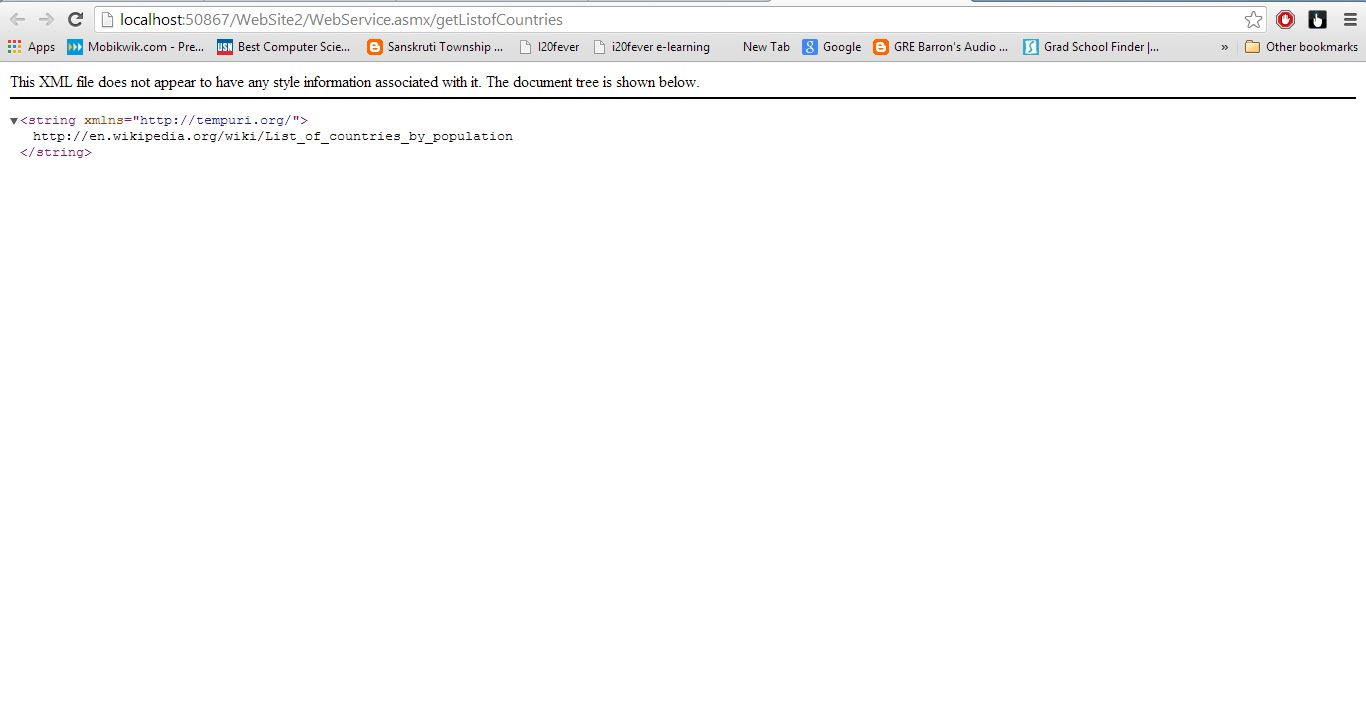 localhost:50867/WebSite2/WebService.asmx/getListofCountries
Apps Mobikwik.com - Pre... USN Best Computer Scie... Sanskruti Township ... I20fever i20fever e-learning New Tab Google GRE Barron's Audio ... Grad School Finder |... » Other bookmarks
This XML file does not appear to have any style information associated with it. The document tree is shown below.
<string xmlns="http://tempuri.org/">
http://en.wikipedia.org/wiki/List_of_countries_by_population
</string>